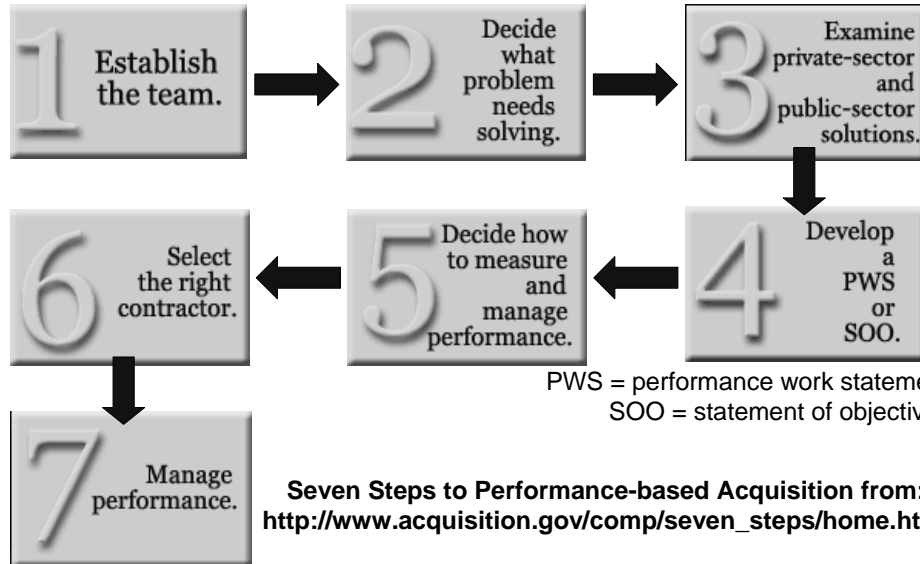 1
Establish
the team.
2
Decide
what
problem
needs
solving.
3
Examine
private-sector
and
public-sector
solutions.
4
Develop
a
PWS
or
SOO.
5
Decide how
to measure
and
manage
performance.
6
Select
the right
contractor.
7
Manage
performance.
PWS = performance work stateme
SOO = statement of objectiv
Seven Steps to Performance-based Acquisition from:
http://www.acquisition.gov/comp/seven_steps/home.ht